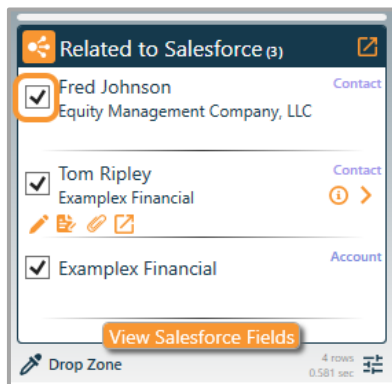 Related to Salesforce (3)
Fred Johnson
Contact
Equity Management Company, LLC
Tom Ripley
Contact
Examplex Financial
Examplex Financial
Account
View Salesforce Fields
Drop Zone
4 rows
0.581 sec